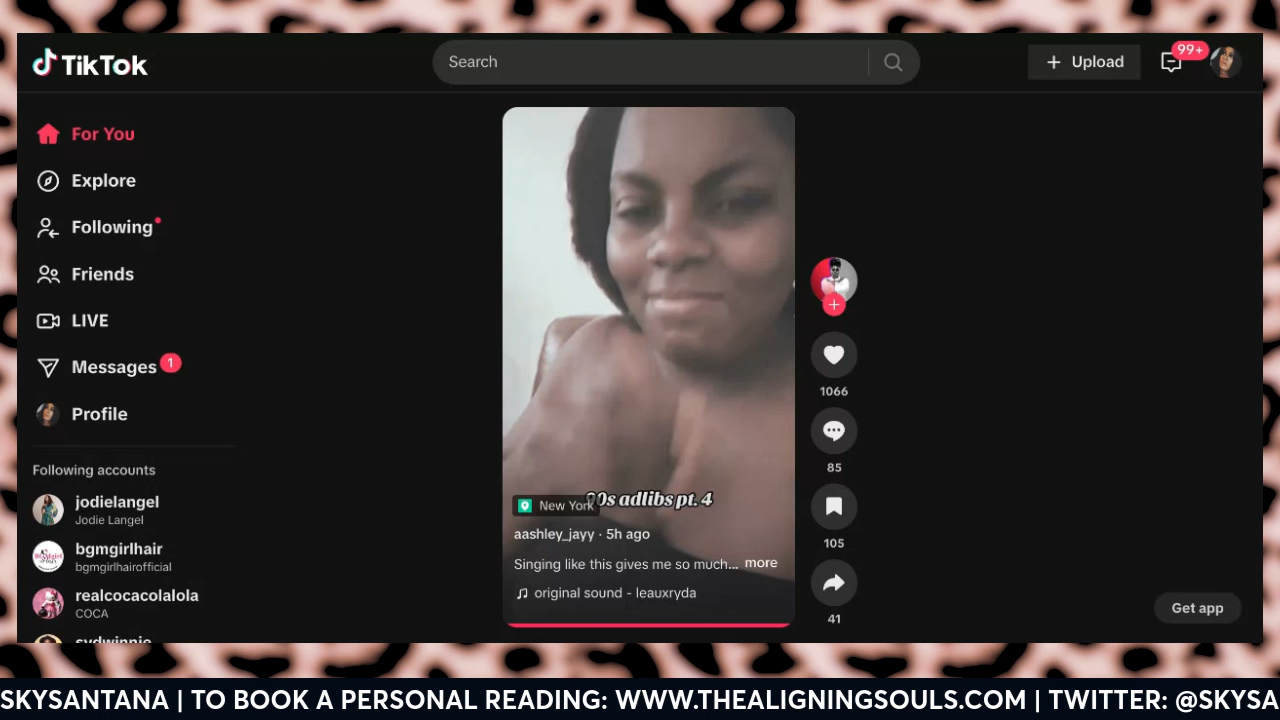 TikTok
Search
Upload
99+
For You
Explore
Following
Friends
LIVE
Messages 1
Profile
Following accounts
jodielangel
Jodie Langel
bgmgirlhair
bgmgirlhairofficial
realcocacolalola
COCA
sydwinnie
New York
90s adlibs pt. 4
aashley_jayy · 5h ago
Singing like this gives me so much... more
original sound - leauxryda
1066
85
105
41
Get app
SKYSANTANA | TO BOOK A PERSONAL READING: WWW.THEALIGNINGSOULS.COM | TWITTER: @SKYSA